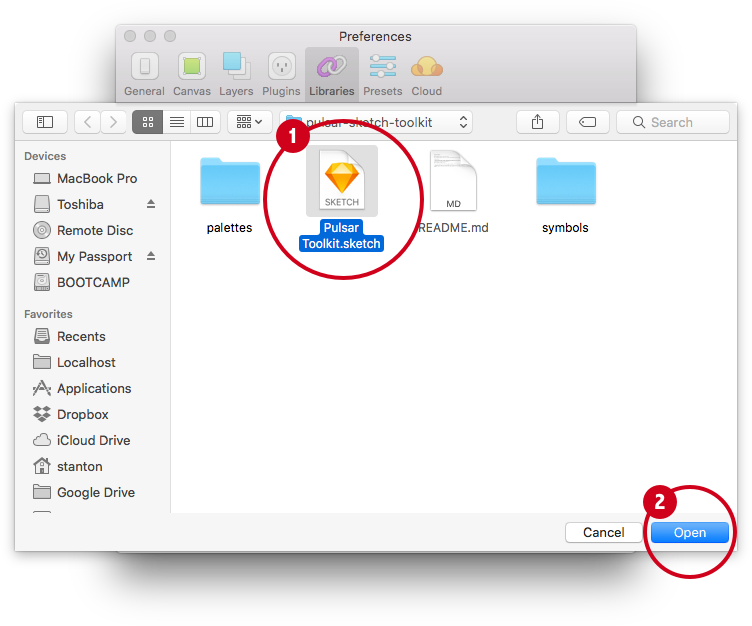 Preferences
General Canvas Layers Plugins Libraries Presets Cloud
pulsar-sketch-toolkit
Search
1
Devices
MacBook Pro
Toshiba
Remote Disc
My Passport
BOOTCAMP
Favorites
Recents
Localhost
Applications
Dropbox
iCloud Drive
stanton
Google Drive
SKETCH
MD
palettes
Pulsar
Toolkit.sketch
README.md
symbols
2
Cancel
Open